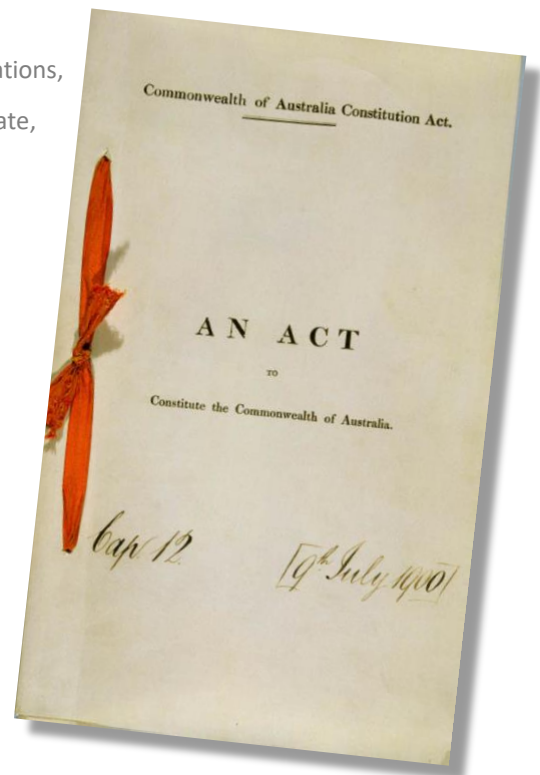 ations,
ate,
Commonwealth of Australia Constitution Act.
AN ACT
TO
Constitute the Commonwealth of Australia.
Cap. 12 [9th July 1900]